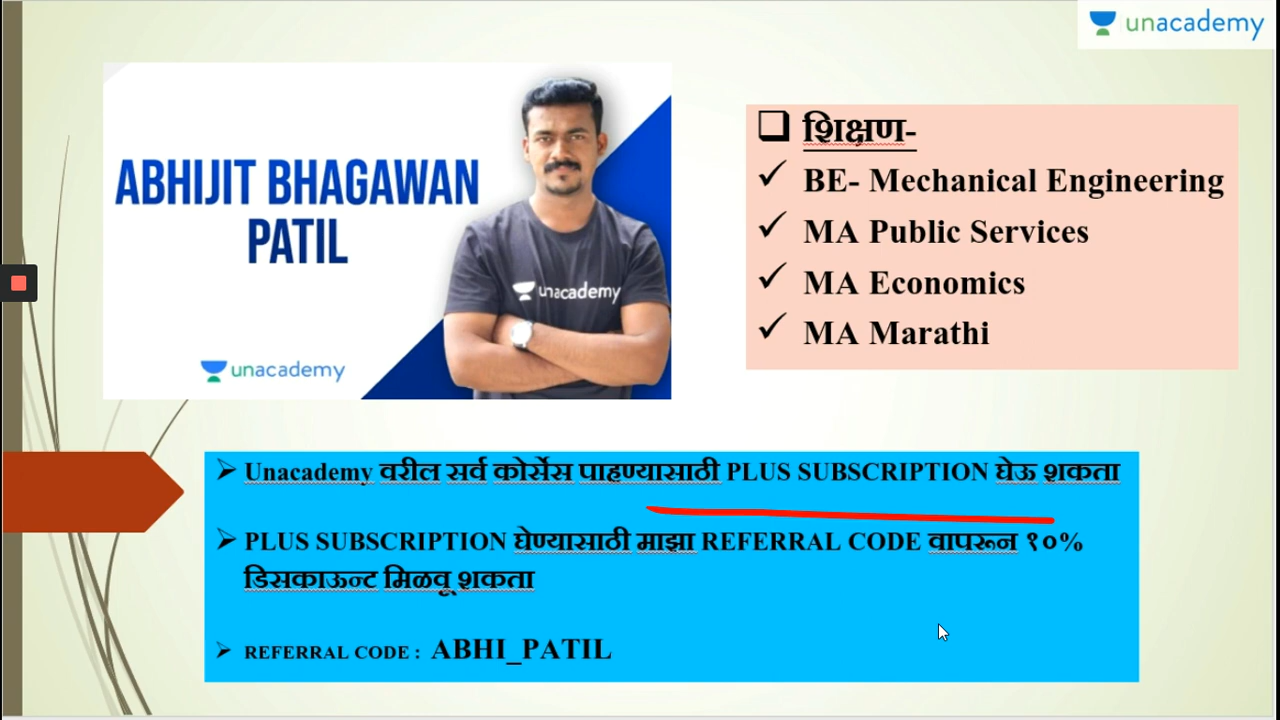 unacademy
ABHIJIT BHAGAWAN
PATIL
unacademy
unacademy
❑ शिक्षण-
✓ BE- Mechanical Engineering
✓ MA Public Services
✓ MA Economics
✓ MA Marathi
➢ Unacademy वरील सर्व कोर्सेस पाहण्यासाठी PLUS SUBSCRIPTION घेऊ शकता
➢ PLUS SUBSCRIPTION घेण्यासाठी माझा REFERRAL CODE वापरून १०%
डिसकाऊन्ट मिळवू शकता
➢ REFERRAL CODE : ABHI_PATIL